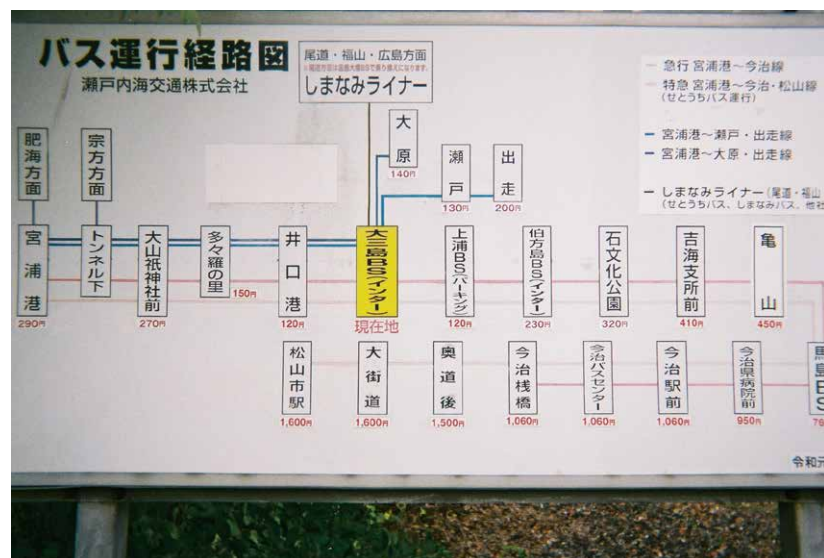 バス運行経路図
瀬戸内海交通株式会社
尾道・福山・広島方面
しまなみライナー
急行 宮浦港～今治線
特急 宮浦港～今治・松山線
(せとうちバス運行)
宮浦港～瀬戸・出走線
宮浦港～大原・出走線
しまなみライナー(尾道・福山
(せとうちバス、しまなみバス、他社
肥海方面
宗方方面
大原
140円
瀬戸
130円
出走
200円
宮浦港
290円
トンネル下
大山祇神社前
270円
多々羅の里
150円
井口港
120円
大三島BS(インター)
現在地
上浦BS(パーキング)
120円
伯方島BS(インター)
230円
石文化公園
320円
吉海支所前
410円
亀山
450円
松山市駅
1,600円
大街道
1,600円
奥道後
1,500円
今治桟橋
1,060円
今治バスセンター
1,060円
今治駅前
1,060円
今治県病院前
950円
馬島BS
令和元